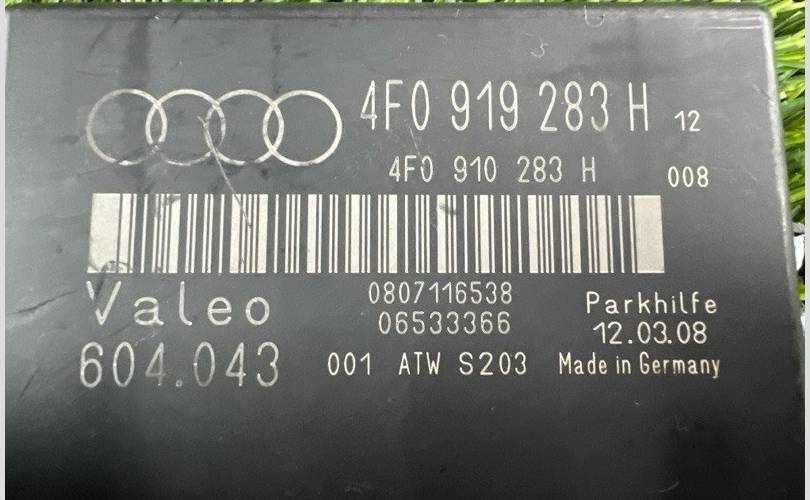 4F0 919 283 H 12
4F0 910 283 H 008
Valeo 0807116538 Parkhilfe
06533366 12.03.08
604.043 001 ATW S203 Made in Germany